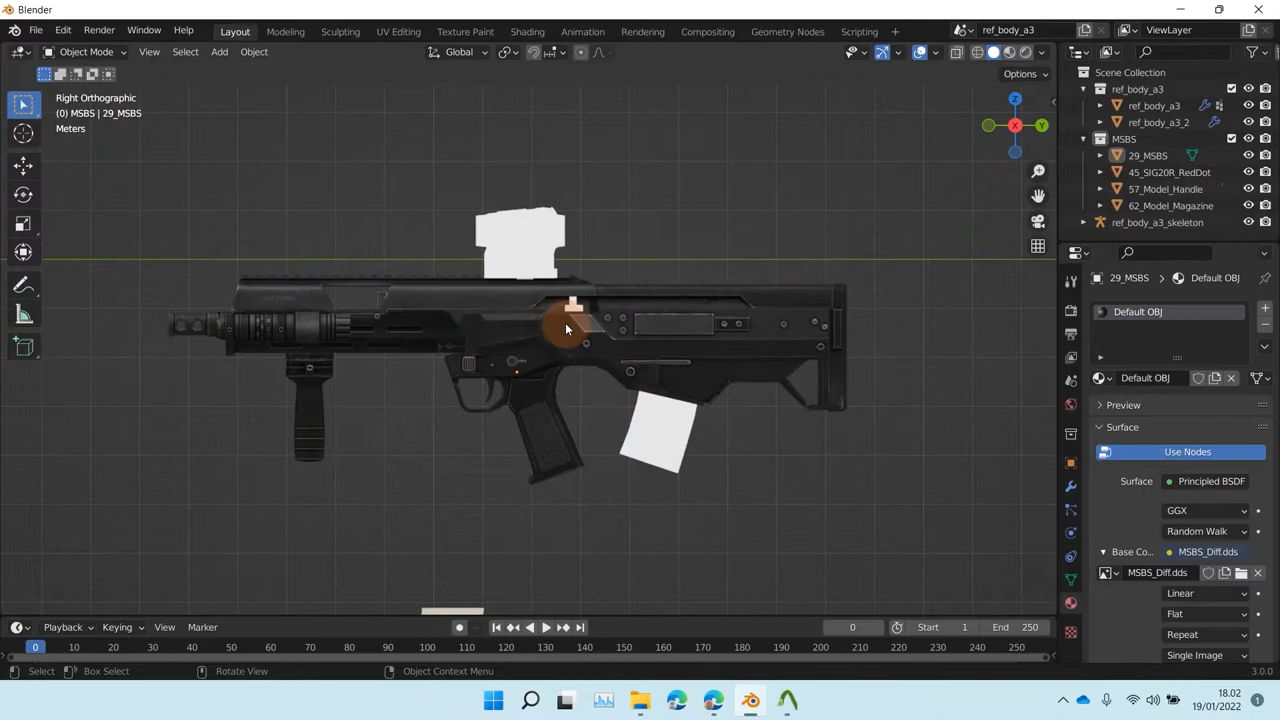 Blender
File Edit Render Window Help Layout Modeling Sculpting UV Editing Texture Paint Shading Animation Rendering Compositing Geometry Nodes Scripting + ref_body_a3 ViewLayer
Object Mode View Select Add Object Global
Options
Right Orthographic
(0) MSBS | 29_MSBS
Meters
Z
X
Y
Scene Collection
ref_body_a3
ref_body_a3
ref_body_a3_2
MSBS
29_MSBS
45_SIG20R_RedDot
57_Model_Handle
62_Model_Magazine
ref_body_a3_skeleton
29_MSBS Default OBJ
Default OBJ
Default OBJ
Preview
Surface
Use Nodes
Surface Principled BSDF
GGX
Random Walk
Base Co... MSBS_Diff.dds
MSBS_Diff.dds
Linear
Flat
Repeat
Single Image
Playback Keying View Marker 0 Start 1 End 250
0 10 20 30 40 50 60 70 80 90 100 110 120 130 140 150 160 170 180 190 200 210 220 230 240 250
Select Box Select Rotate View Object Context Menu 3.0.0
18.02
19/01/2022
1